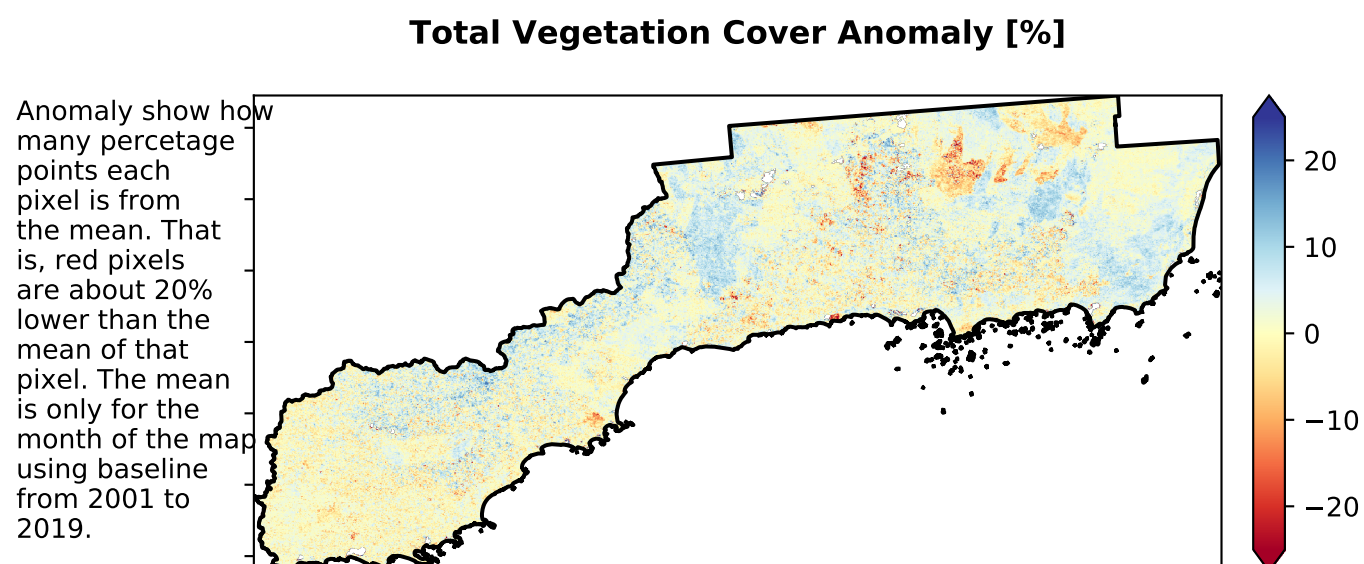 Total Vegetation Cover Anomaly [%]
Anomaly show how
many percetage
points each
pixel is from
the mean. That
is, red pixels
are about 20%
lower than the
mean of that
pixel. The mean
is only for the
month of the map
using baseline
from 2001 to
2019.
20
10
0
−10
−20